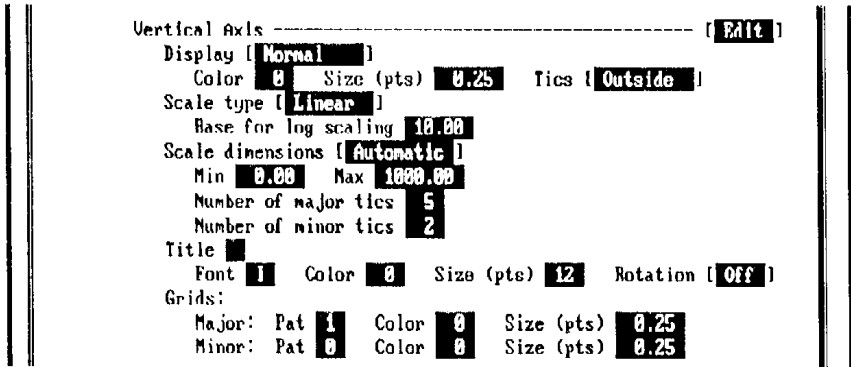 Vertical Axis ------------------------------------------ [ Edit ]
Display [ Normal ]
Color 0 Size (pts) 0.25 Tics [ Outside ]
Scale type [ Linear ]
Base for log scaling 10.00
Scale dimensions [ Automatic ]
Min 0.00 Max 1000.00
Number of major tics 5
Number of minor tics 2
Title
Font 1 Color 0 Size (pts) 12 Rotation [ Off ]
Grids:
Major: Pat 1 Color 0 Size (pts) 0.25
Minor: Pat 0 Color 0 Size (pts) 0.25